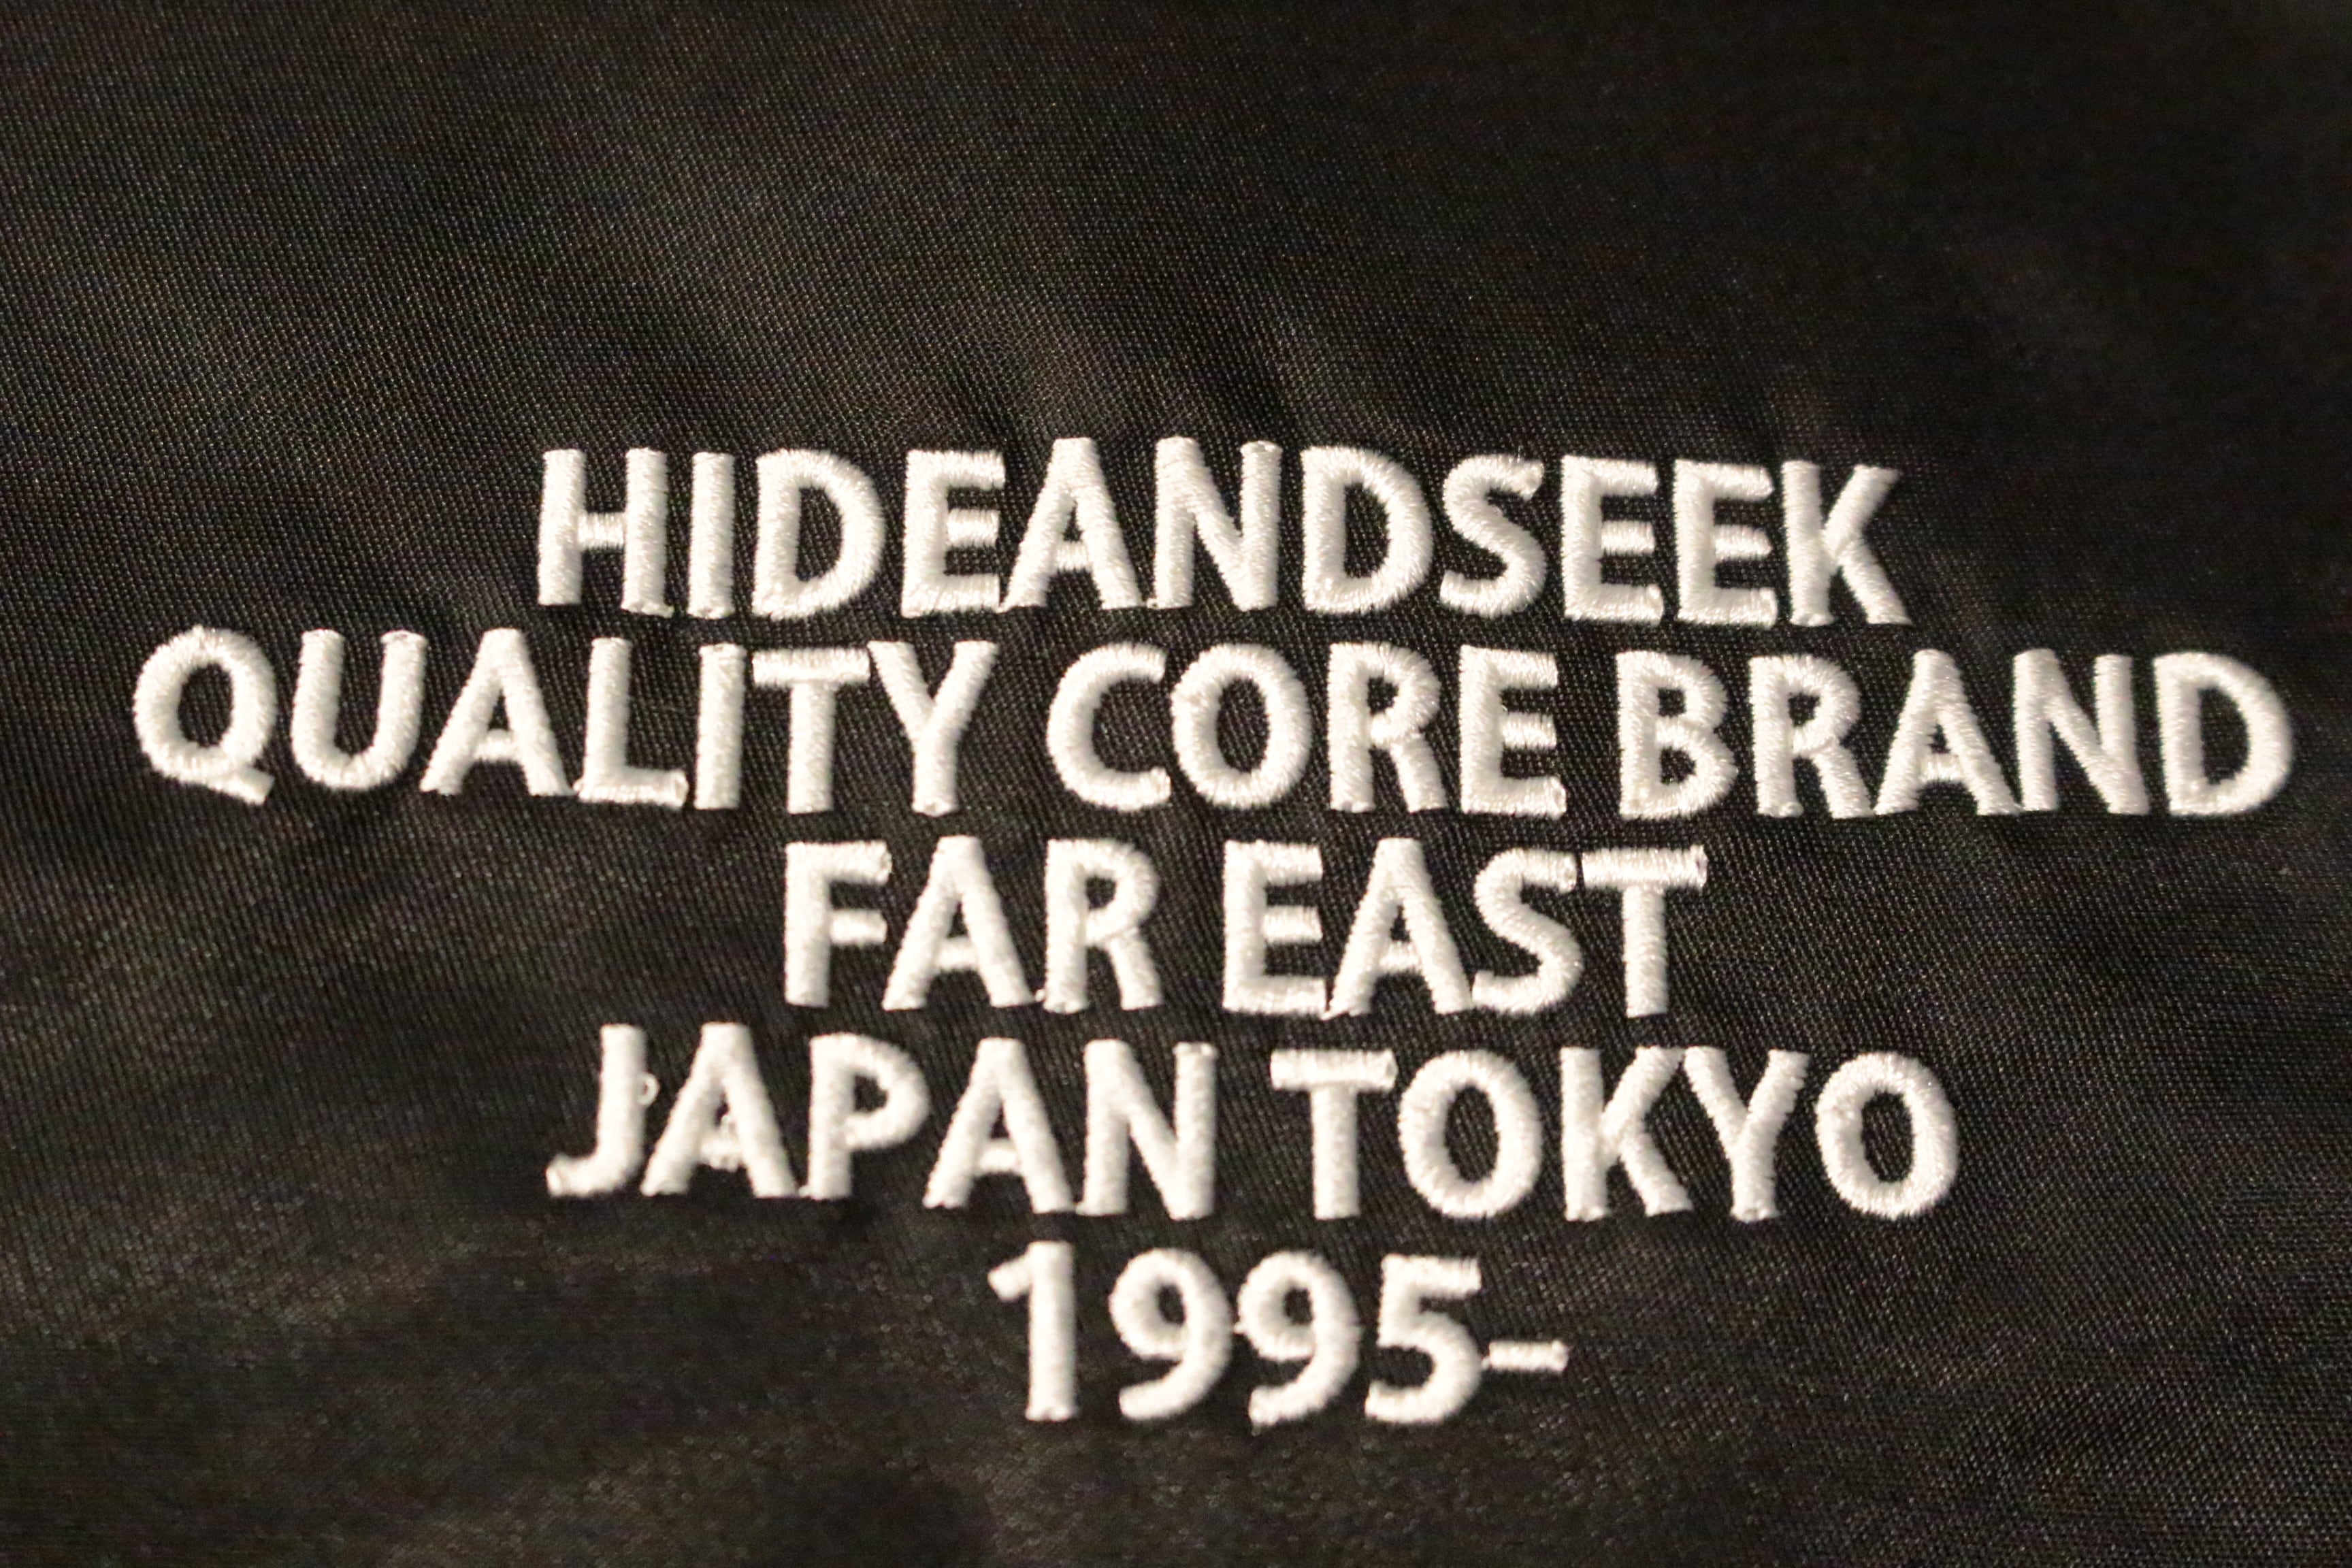 HIDEANDSEEK
QUALITY CORE BRAND
FAR EAST
JAPAN TOKYO
1995-